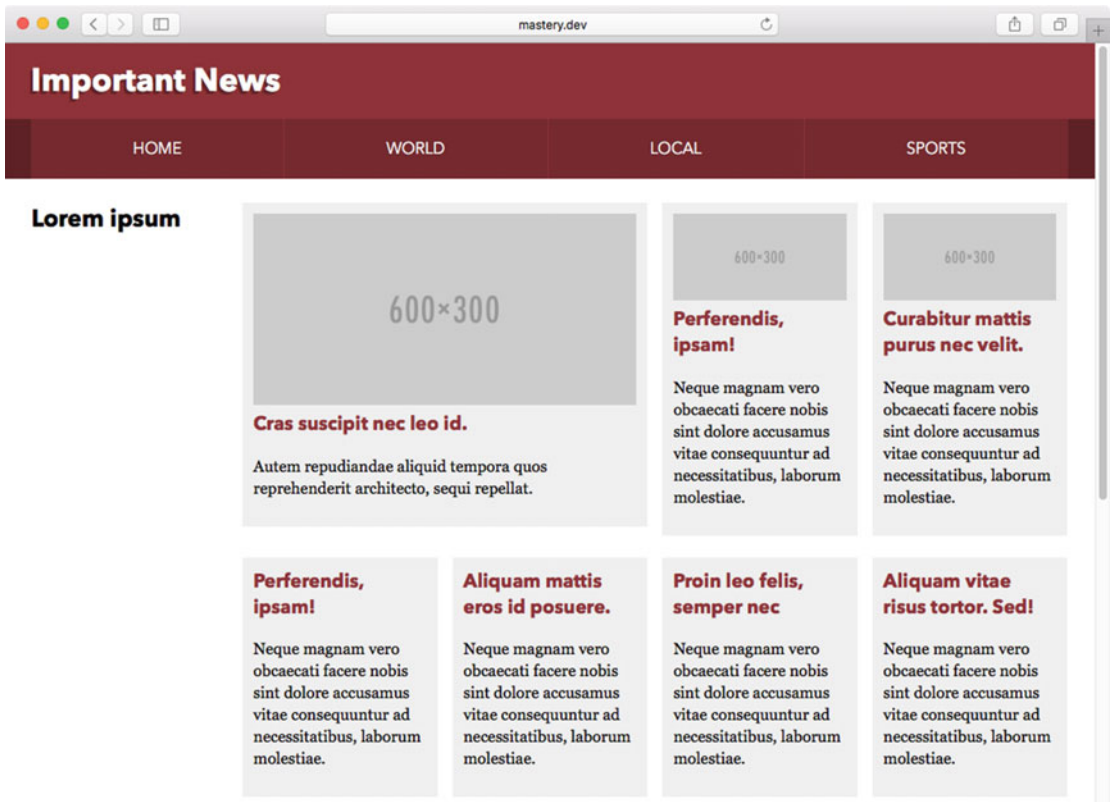 mastery.dev
Important News
HOME
WORLD
LOCAL
SPORTS
Lorem ipsum
600×300
Cras suscipit nec leo id.
Autem repudiandae aliquid tempora quos
reprehenderit architecto, sequi repellat.
600×300
Perferendis,
ipsam!
Neque magnam vero
obcaecati facere nobis
sint dolore accusamus
vitae consequuntur ad
necessitatibus, laborum
molestiae.
600×300
Curabitur mattis
purus nec velit.
Neque magnam vero
obcaecati facere nobis
sint dolore accusamus
vitae consequuntur ad
necessitatibus, laborum
molestiae.
Perferendis,
ipsam!
Neque magnam vero
obcaecati facere nobis
sint dolore accusamus
vitae consequuntur ad
necessitatibus, laborum
molestiae.
Aliquam mattis
eros id posuere.
Neque magnam vero
obcaecati facere nobis
sint dolore accusamus
vitae consequuntur ad
necessitatibus, laborum
molestiae.
Proin leo felis,
semper nec
Neque magnam vero
obcaecati facere nobis
sint dolore accusamus
vitae consequuntur ad
necessitatibus, laborum
molestiae.
Aliquam vitae
risus tortor. Sed!
Neque magnam vero
obcaecati facere nobis
sint dolore accusamus
vitae consequuntur ad
necessitatibus, laborum
molestiae.